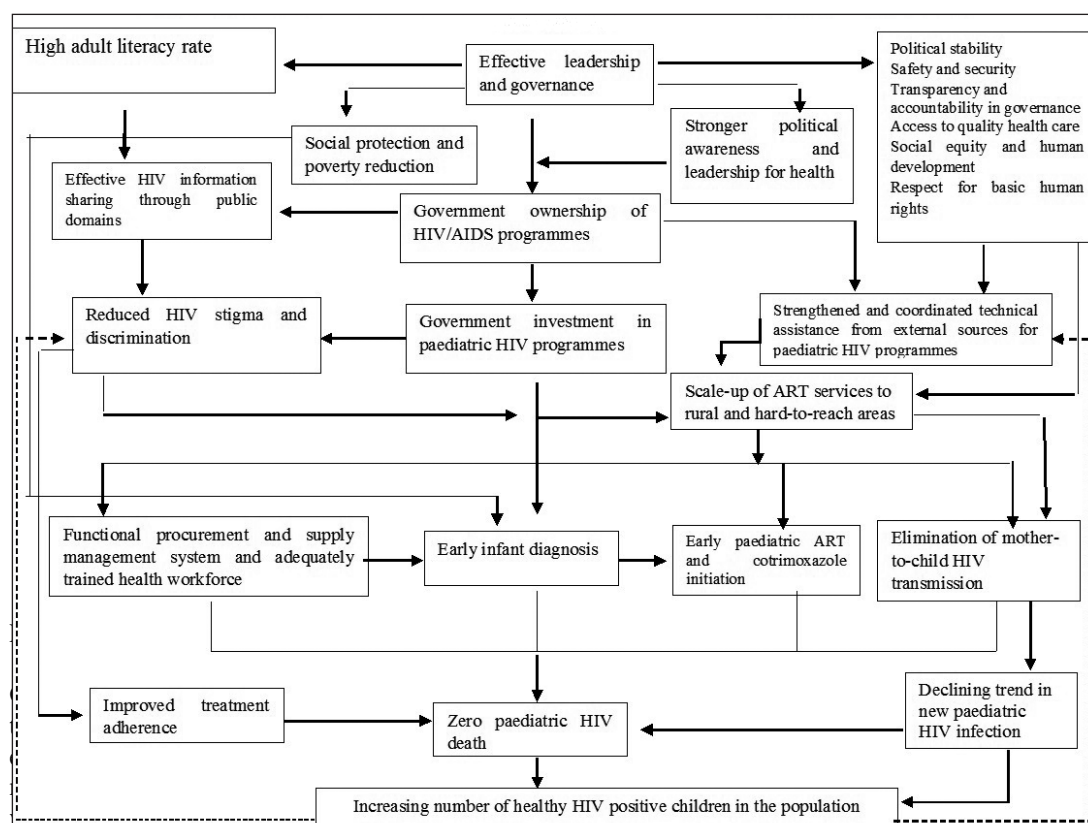 High adult literacy rate
Effective leadership
and governance
Political stability
Safety and security
Transparency and
accountability in governance
Access to quality health care
Social equity and human
development
Respect for basic human
rights
Social protection and
poverty reduction
Stronger political
awareness and
leadership for health
Effective HIV information
sharing through public
domains
Government ownership of
HIV/AIDS programmes
Reduced HIV stigma and
discrimination
Government investment in
paediatric HIV programmes
Strengthened and coordinated technical
assistance from external sources for
paediatric HIV programmes
Scale-up of ART services to
rural and hard-to-reach areas
Functional procurement and supply
management system and adequately
trained health workforce
Early infant diagnosis
Early paediatric ART
and cotrimoxazole
initiation
Elimination of mother-
to-child HIV
transmission
Improved treatment
adherence
Zero paediatric HIV
death
Declining trend in
new paediatric
HIV infection
Increasing number of healthy HIV positive children in the population